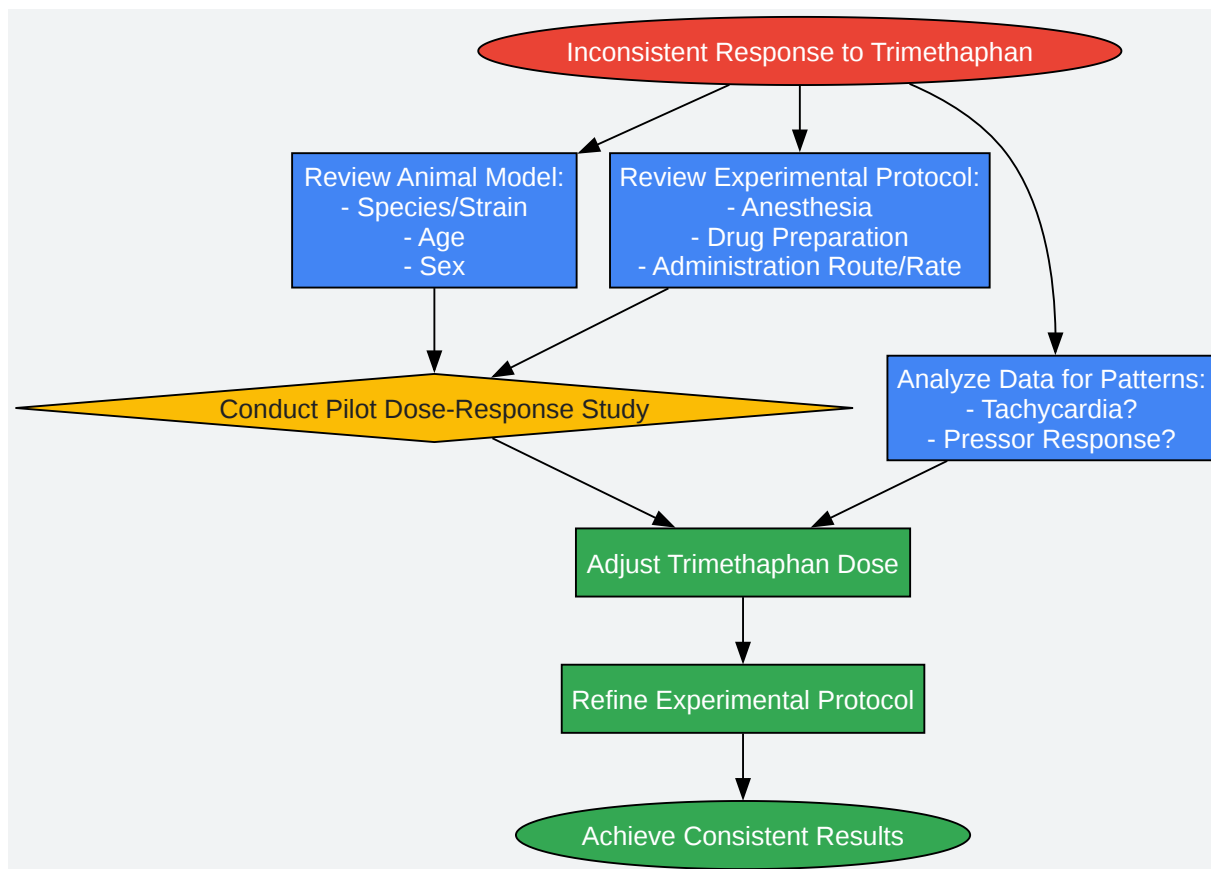 Inconsistent Response to Trimethaphan
Review Animal Model:
- Species/Strain
- Age
- Sex
Review Experimental Protocol:
- Anesthesia
- Drug Preparation
- Administration Route/Rate
Analyze Data for Patterns:
- Tachycardia?
- Pressor Response?
Conduct Pilot Dose-Response Study
Adjust Trimethaphan Dose
Refine Experimental Protocol
Achieve Consistent Results